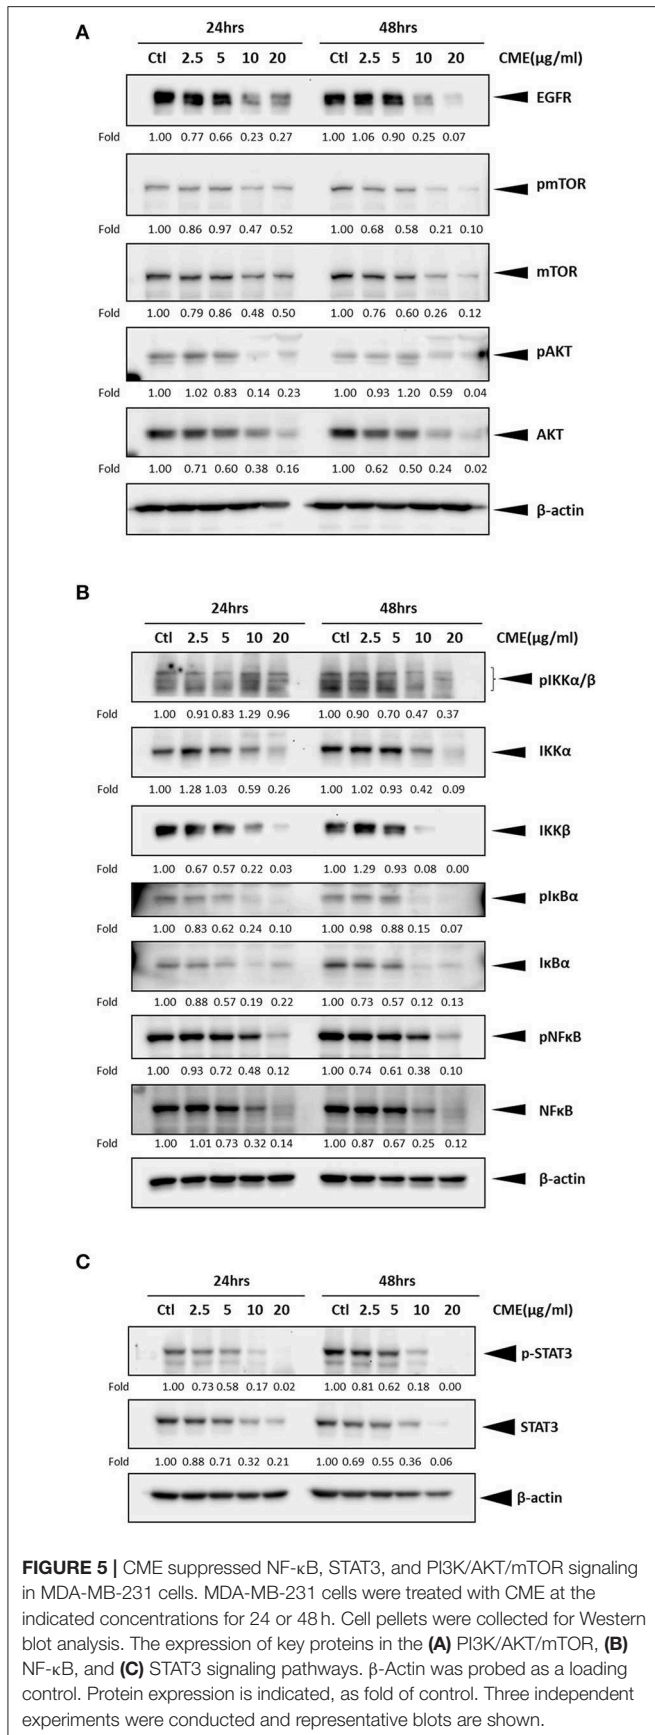 A
24hrs 48hrs
Ctl 2.5 5 10 20 Ctl 2.5 5 10 20 CME(µg/ml)
EGFR
Fold 1.00 0.77 0.66 0.23 0.27 1.00 1.06 0.90 0.25 0.07
pmTOR
Fold 1.00 0.86 0.97 0.47 0.52 1.00 0.68 0.58 0.21 0.10
mTOR
Fold 1.00 0.79 0.86 0.48 0.50 1.00 0.76 0.60 0.26 0.12
pAKT
Fold 1.00 1.02 0.83 0.14 0.23 1.00 0.93 1.20 0.59 0.04
AKT
Fold 1.00 0.71 0.60 0.38 0.16 1.00 0.62 0.50 0.24 0.02
β-actin
B
24hrs 48hrs
Ctl 2.5 5 10 20 Ctl 2.5 5 10 20 CME(µg/ml)
pIKKα/β
Fold 1.00 0.91 0.83 1.29 0.96 1.00 0.90 0.70 0.47 0.37
IKKα
Fold 1.00 1.28 1.03 0.59 0.26 1.00 1.02 0.93 0.42 0.09
IKKβ
Fold 1.00 0.67 0.57 0.22 0.03 1.00 1.29 0.93 0.08 0.00
pIκBα
Fold 1.00 0.83 0.62 0.24 0.10 1.00 0.98 0.88 0.15 0.07
IκBα
Fold 1.00 0.88 0.57 0.19 0.22 1.00 0.73 0.57 0.12 0.13
pNFκB
Fold 1.00 0.93 0.72 0.48 0.12 1.00 0.74 0.61 0.38 0.10
NFκB
Fold 1.00 1.01 0.73 0.32 0.14 1.00 0.87 0.67 0.25 0.12
β-actin
C
24hrs 48hrs
Ctl 2.5 5 10 20 Ctl 2.5 5 10 20 CME(µg/ml)
p-STAT3
Fold 1.00 0.73 0.58 0.17 0.02 1.00 0.81 0.62 0.18 0.00
STAT3
Fold 1.00 0.88 0.71 0.32 0.21 1.00 0.69 0.55 0.36 0.06
β-actin
FIGURE 5 | CME suppressed NF-κB, STAT3, and PI3K/AKT/mTOR signaling
in MDA-MB-231 cells. MDA-MB-231 cells were treated with CME at the
indicated concentrations for 24 or 48 h. Cell pellets were collected for Western
blot analysis. The expression of key proteins in the (A) PI3K/AKT/mTOR, (B)
NF-κB, and (C) STAT3 signaling pathways. β-Actin was probed as a loading
control. Protein expression is indicated, as fold of control. Three independent
experiments were conducted and representative blots are shown.